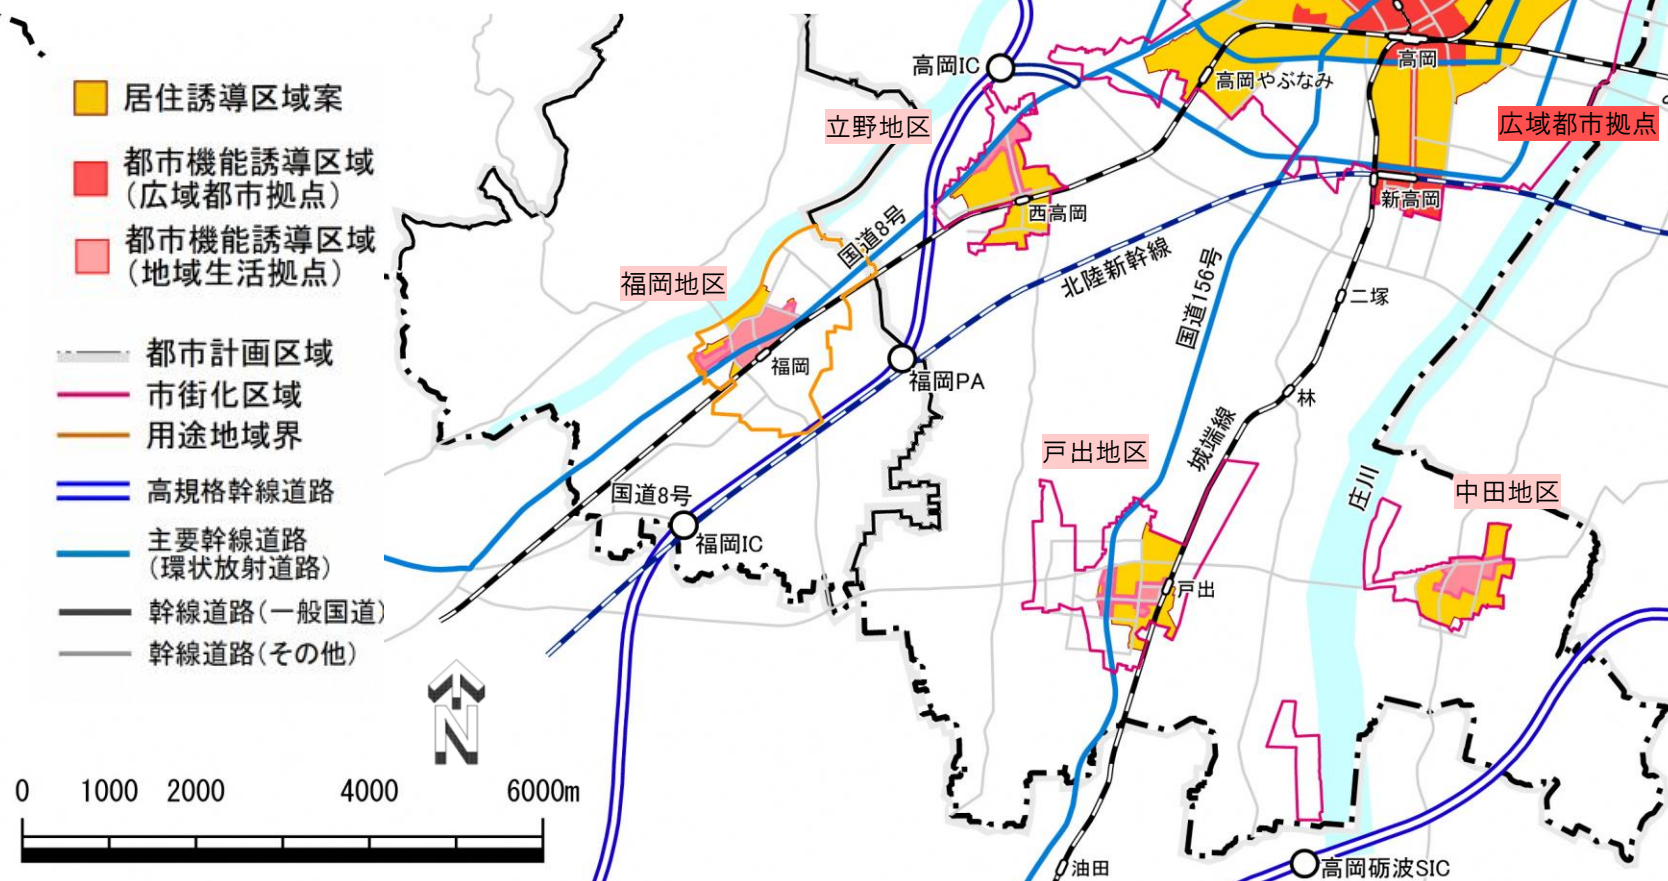 居住誘導区域案
都市機能誘導区域
(広域都市拠点)
都市機能誘導区域
(地域生活拠点)
都市計画区域
市街化区域
用途地域界
高規格幹線道路
主要幹線道路
(環状放射道路)
幹線道路(一般国道)
幹線道路(その他)
N
0 1000 2000 4000 6000m
高岡IC
立野地区
高岡
高岡やぶなみ
広域都市拠点
新高岡
西高岡
国道8号
北陸新幹線
国道156号
二塚
福岡地区
福岡
福岡PA
林
城端線
戸出地区
庄川
中田地区
国道8号
福岡IC
戸出
油田
高岡砺波SIC